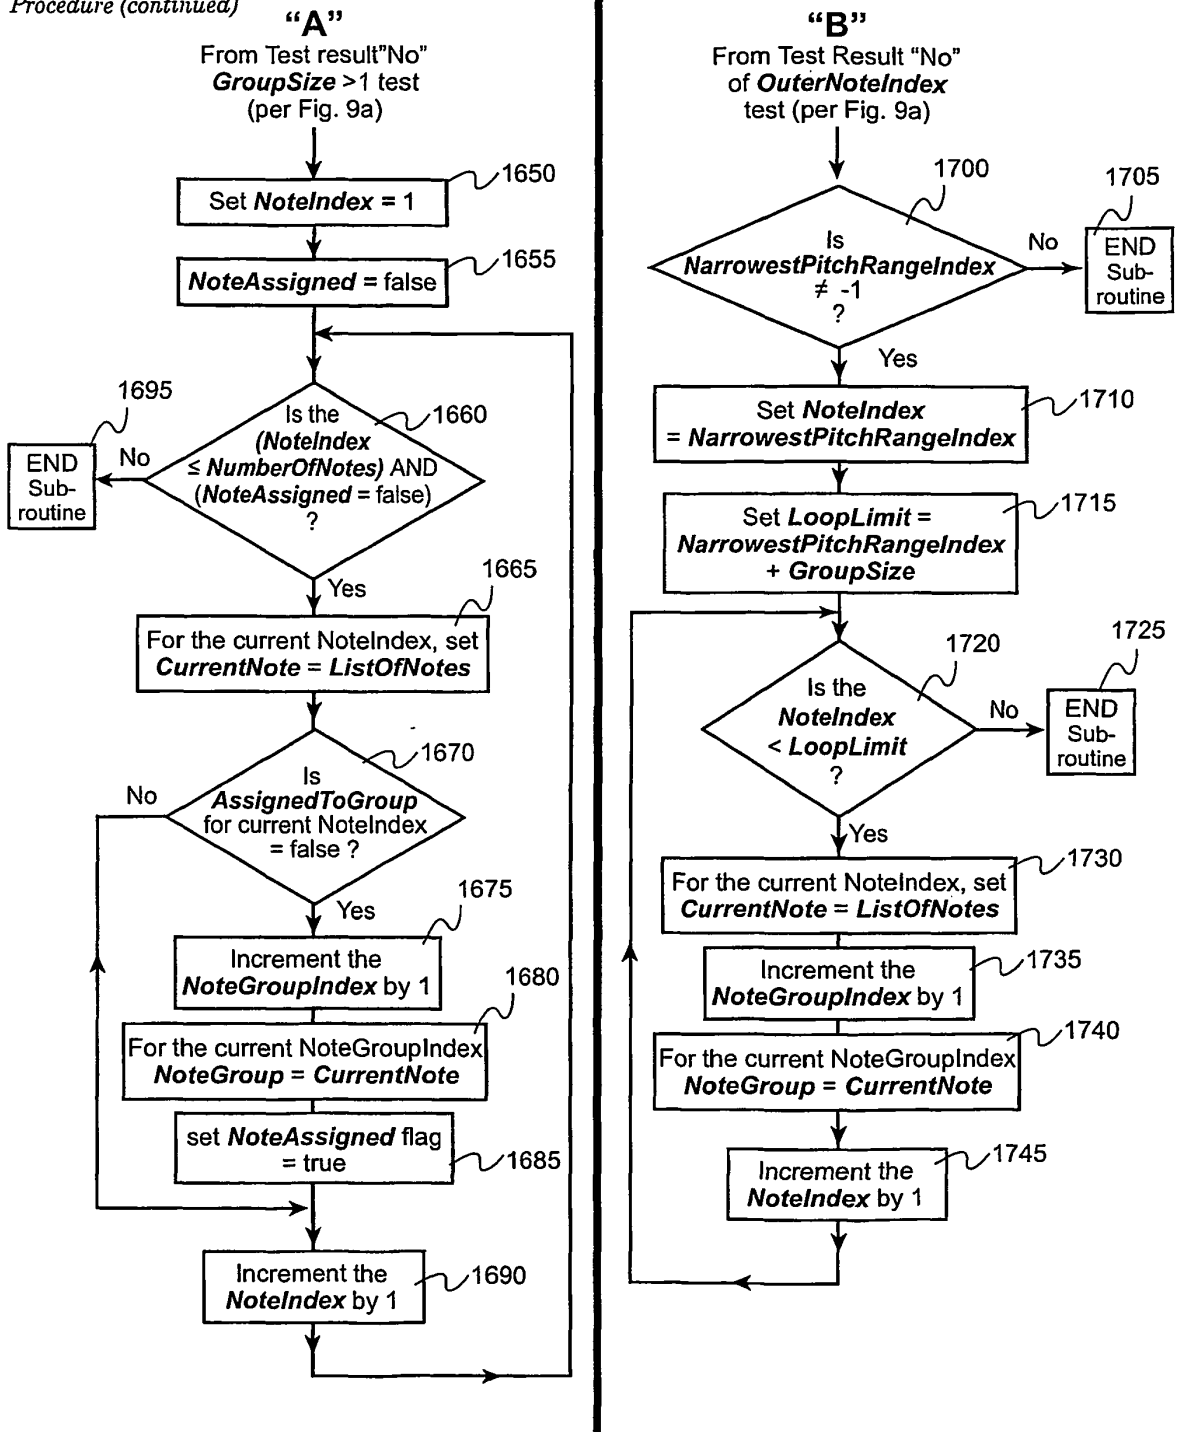 Procedure (continued)
“A”
From Test result"No"
GroupSize >1 test
(per Fig. 9a)
1650
Set NoteIndex = 1
1655
NoteAssigned = false
1695
END
Sub-
routine
No
1660
Is the
(NoteIndex
≤ NumberOfNotes) AND
(NoteAssigned = false)
?
Yes
1665
For the current NoteIndex, set
CurrentNote = ListOfNotes
1670
Is
AssignedToGroup
for current NoteIndex
= false ?
No
Yes
1675
Increment the
NoteGroupIndex by 1
1680
For the current NoteGroupIndex
NoteGroup = CurrentNote
set NoteAssigned flag
= true
1685
Increment the
NoteIndex by 1
1690
“B”
From Test Result “No”
of OuterNoteIndex
test (per Fig. 9a)
1700
Is
NarrowestPitchRangeIndex
≠ -1
?
No
1705
END
Sub-
routine
Yes
1710
Set NoteIndex
= NarrowestPitchRangeIndex
1715
Set LoopLimit =
NarrowestPitchRangeIndex
+ GroupSize
1720
Is the
NoteIndex
< LoopLimit
?
No
1725
END
Sub-
routine
Yes
1730
For the current NoteIndex, set
CurrentNote = ListOfNotes
1735
Increment the
NoteGroupIndex by 1
1740
For the current NoteGroupIndex
NoteGroup = CurrentNote
1745
Increment the
NoteIndex by 1